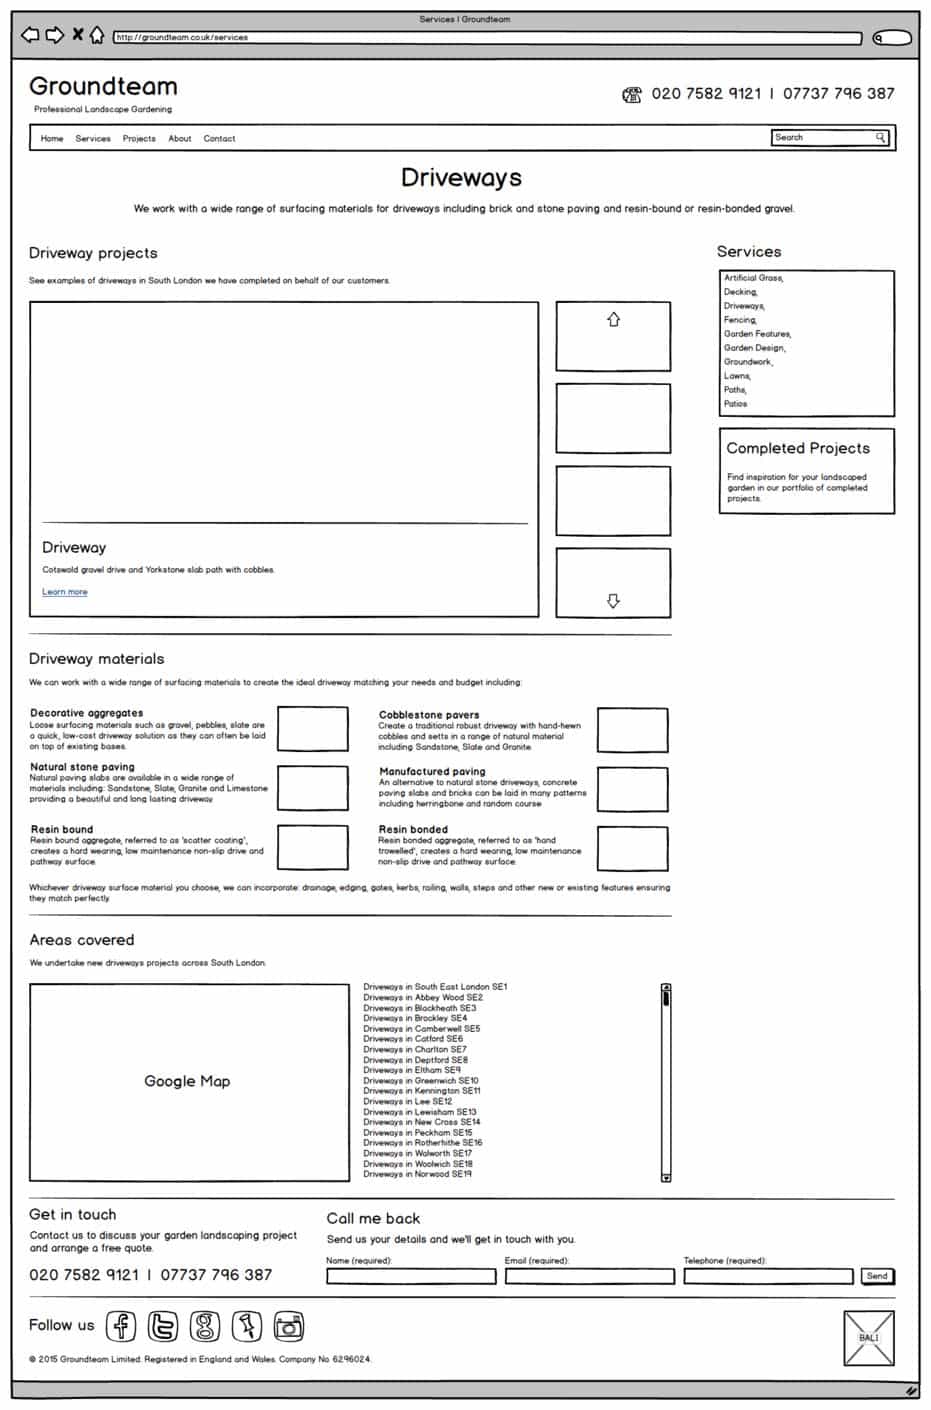 Services | Groundteam
http://groundteam.co.uk/services
Groundteam
Professional Landscape Gardening
020 7582 9121 | 07737 796 387
Home Services Projects About Contact
Search
Driveways
We work with a wide range of surfacing materials for driveways including brick and stone paving and resin-bound or resin-bonded gravel.
Driveway projects
See examples of driveways in South London we have completed on behalf of our customers.
Driveway
Cotswold gravel drive and Yorkstone slab path with cobbles.
Learn more
Services
Artificial Grass,
Decking,
Driveways,
Fencing,
Garden Features,
Garden Design,
Groundwork,
Lawns,
Paths,
Patios
Completed Projects
Find inspiration for your landscaped
garden in our portfolio of completed
projects.
Driveway materials
We can work with a wide range of surfacing materials to create the ideal driveway matching your needs and budget including:
Decorative aggregates
Loose surfacing materials such as gravel, pebbles, slate are
a quick, low-cost driveway solution as they can often be laid
on top of existing bases.
Cobblestone pavers
Create a traditional robust driveway with hand-hewn
cobbles and setts in a range of natural material
including Sandstone, Slate and Granite.
Natural stone paving
Natural paving slabs are available in a wide range of
materials including: Sandstone, Slate, Granite and Limestone
providing a beautiful and long lasting driveway
Manufactured paving
An alternative to natural stone driveways, concrete
paving slabs and bricks can be laid in many patterns
including herringbone and random course
Resin bound
Resin bound aggregate, referred to as 'scatter coating',
creates a hard wearing, low maintenance non-slip drive and
pathway surface.
Resin bonded
Resin bonded aggregate, referred to as 'hand
trowelled', creates a hard wearing, low maintenance
non-slip drive and pathway surface.
Whichever driveway surface material you choose, we can incorporate: drainage, edging, gates, kerbs, railing, walls, steps and other new or existing features ensuring
they match perfectly.
Areas covered
We undertake new driveways projects across South London.
Google Map
Driveways in South East London SE1
Driveways in Abbey Wood SE2
Driveways in Blackheath SE3
Driveways in Brockley SE4
Driveways in Camberwell SE5
Driveways in Catford SE6
Driveways in Charlton SE7
Driveways in Deptford SE8
Driveways in Eltham SE9
Driveways in Greenwich SE10
Driveways in Kennington SE11
Driveways in Lee SE12
Driveways in Lewisham SE13
Driveways in New Cross SE14
Driveways in Peckham SE15
Driveways in Rotherhithe SE16
Driveways in Walworth SE17
Driveways in Woolwich SE18
Driveways in Norwood SE19
Get in touch
Contact us to discuss your garden landscaping project
and arrange a free quote.
020 7582 9121 | 07737 796 387
Call me back
Send us your details and we'll get in touch with you.
Name (required): Email (required): Telephone (required):
Send
Follow us
BALI
© 2015 Groundteam Limited. Registered in England and Wales. Company No. 6296024.